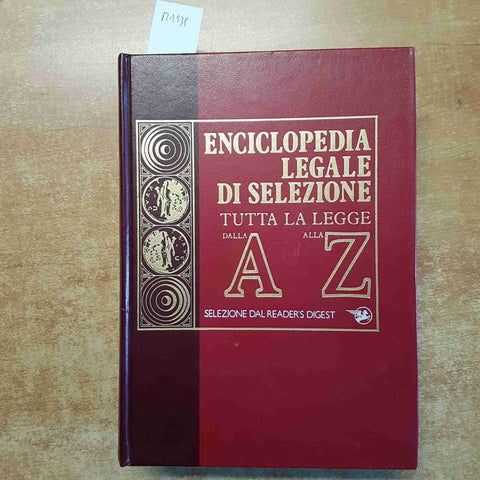 ENCICLOPEDIA
LEGALE
DI SELEZIONE
TUTTA LA LEGGE
DALLA A ALLA Z
SELEZIONE DAL READER'S DIGEST